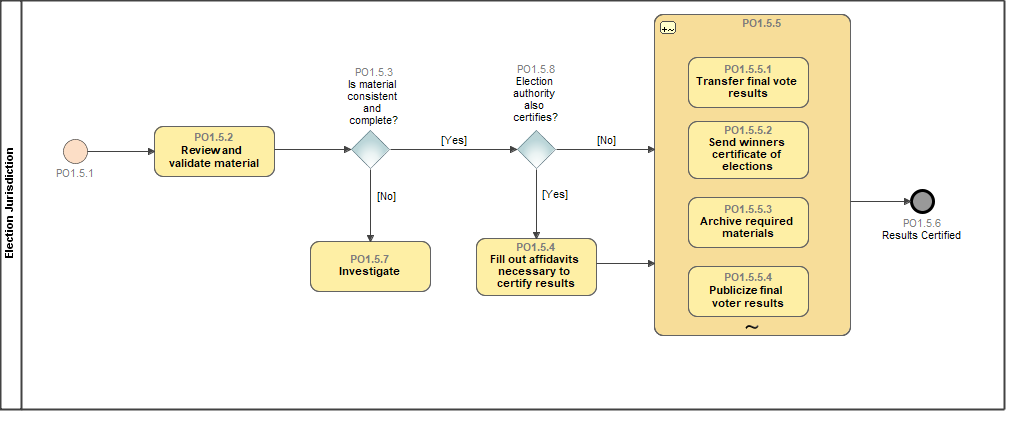 Election Jurisdiction
PO1.5.1
PO1.5.2
Review and
validate material
PO1.5.3
Is material
consistent
and
complete?
[Yes]
[No]
PO1.5.7
Investigate
PO1.5.8
Election
authority
also
certifies?
[No]
[Yes]
PO1.5.4
Fill out affidavits
necessary to
certify results
PO1.5.5
PO1.5.5.1
Transfer final vote
results
PO1.5.5.2
Send winners
certificate of
elections
PO1.5.5.3
Archive required
materials
PO1.5.5.4
Publicize final
voter results
~
PO1.5.6
Results Certified